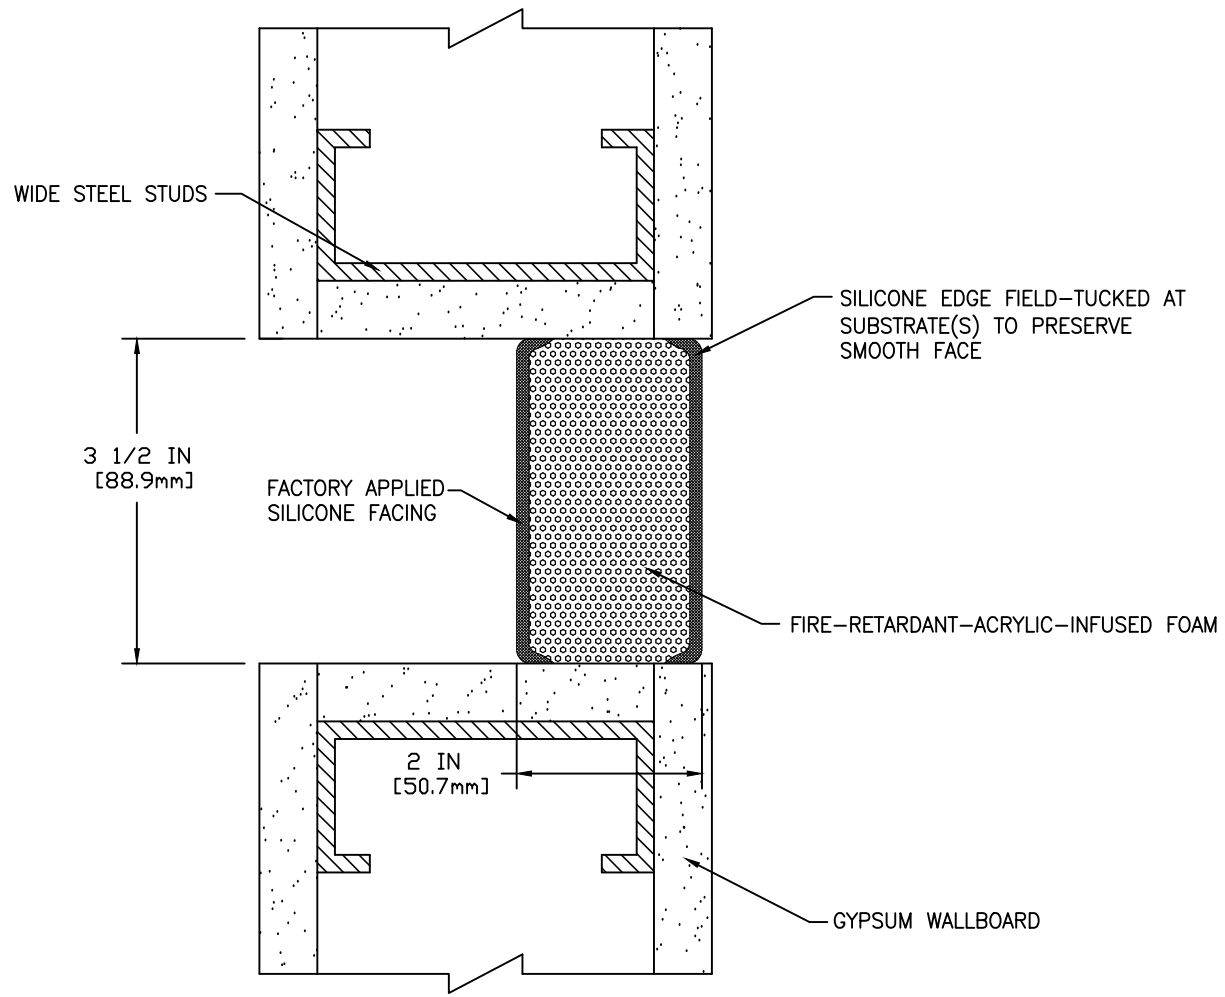 WIDE STEEL STUDS
SILICONE EDGE FIELD-TUCKED AT
SUBSTRATE(S) TO PRESERVE
SMOOTH FACE
3 1/2 IN
[88.9mm]
FACTORY APPLIED
SILICONE FACING
FIRE-RETARDANT-ACRYLIC-INFUSED FOAM
2 IN
[50.7mm]
GYPSUM WALLBOARD